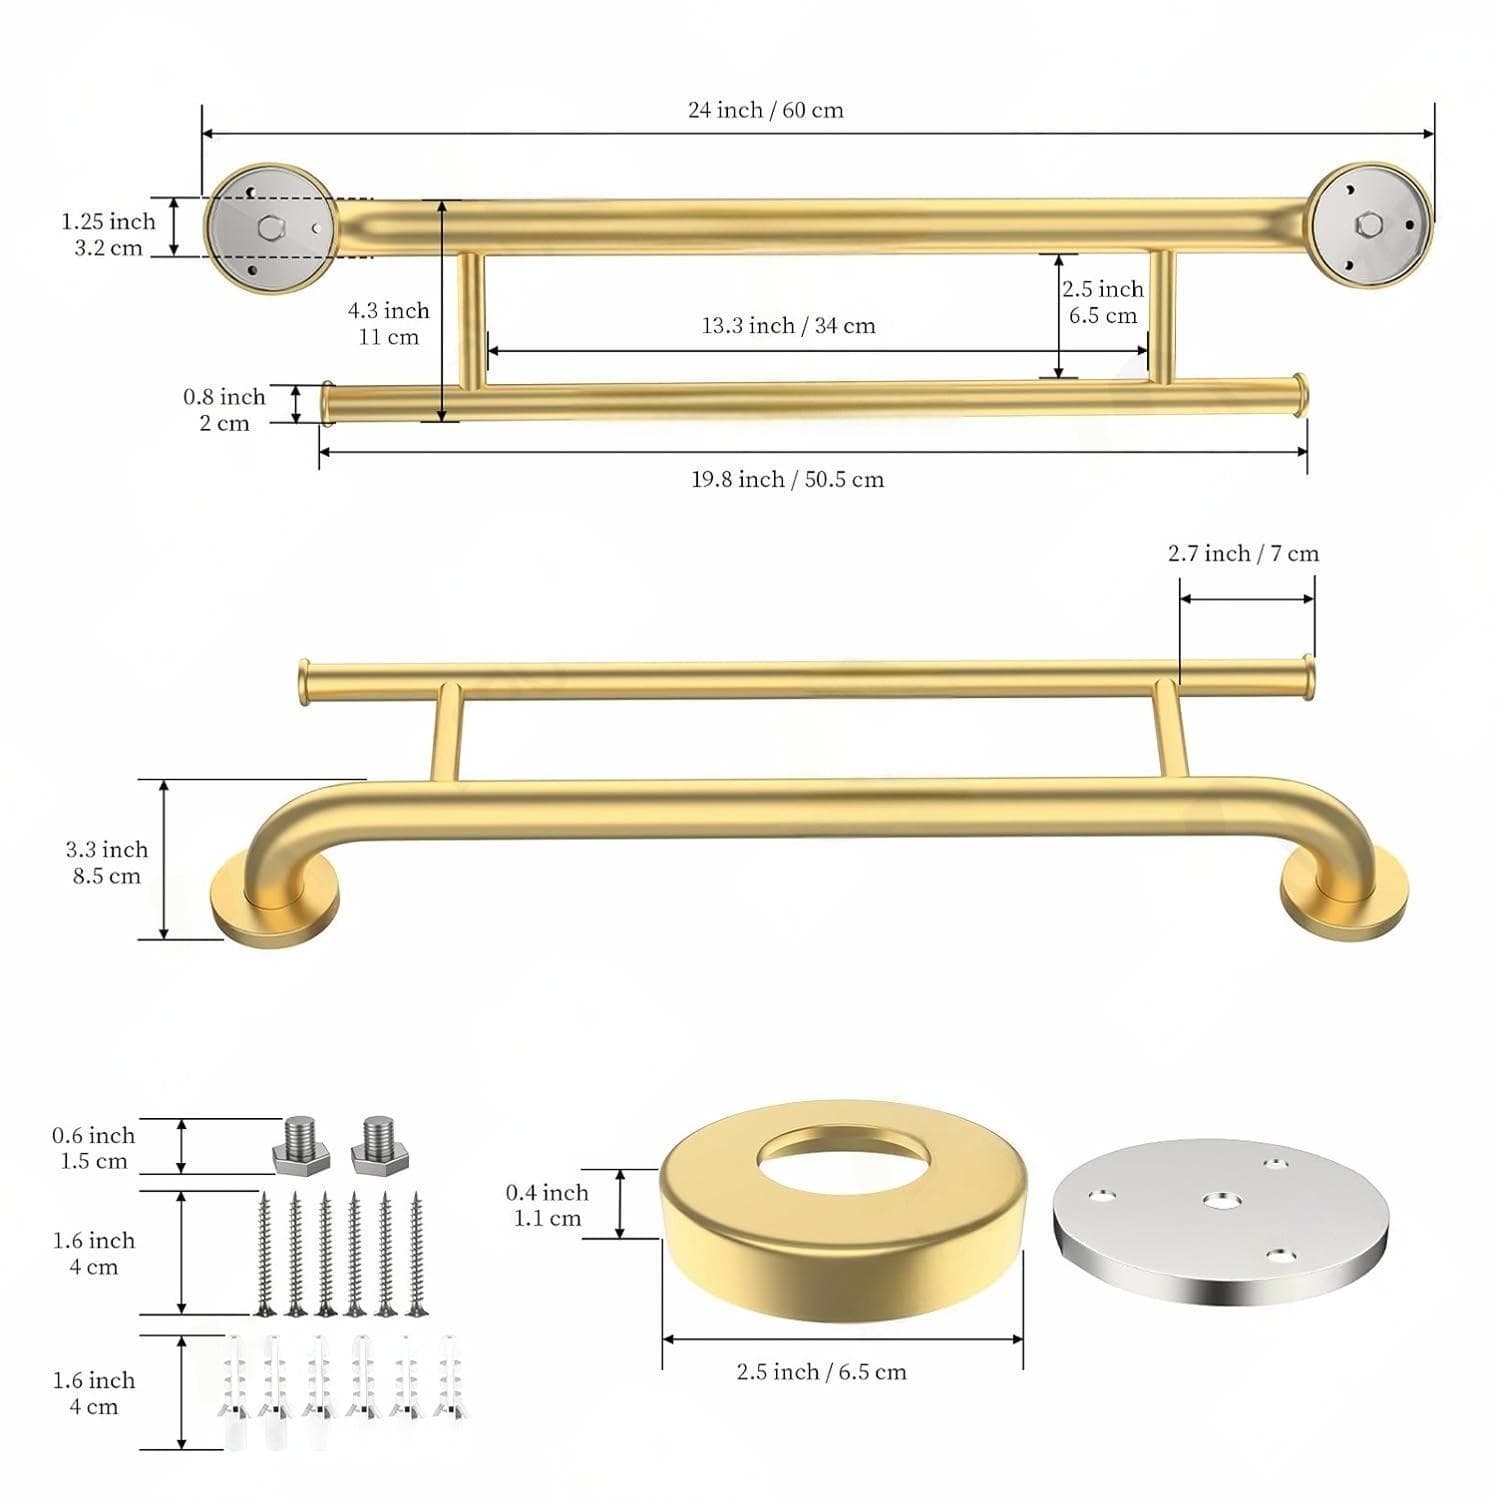 24 inch / 60 cm
1.25 inch
3.2 cm
4.3 inch
11 cm
2.5 inch
6.5 cm
13.3 inch / 34 cm
0.8 inch
2 cm
19.8 inch / 50.5 cm
2.7 inch / 7 cm
3.3 inch
8.5 cm
0.6 inch
1.5 cm
1.6 inch
4 cm
1.6 inch
4 cm
0.4 inch
1.1 cm
2.5 inch / 6.5 cm